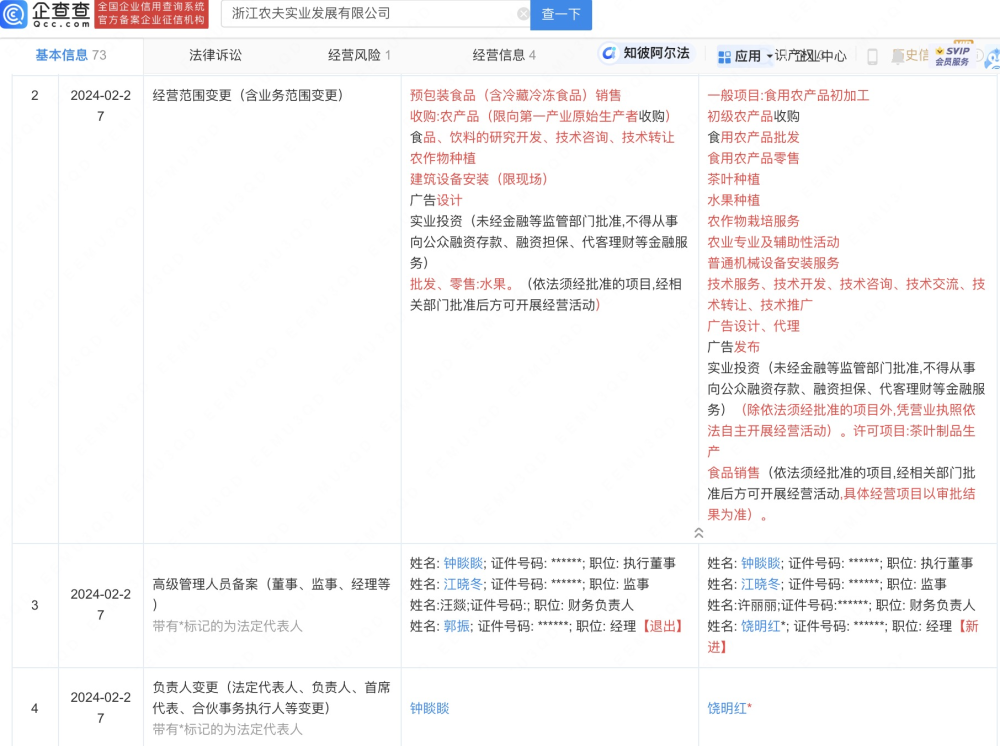 企查查
Qcc.com
全国企业信用查询系统
官方备案企业征信机构
浙江农夫实业发展有限公司
查一下
基本信息 73
法律诉讼
经营风险 1
经营信息 4
知彼阿尔法
应用
企业中心
SVIP
会员服务
2
2024-02-2
7
经营范围变更（含业务范围变更）
预包装食品（含冷藏冷冻食品）销售
收购:农产品（限向第一产业原始生产者收购）
食品、饮料的研究开发、技术咨询、技术转让
农作物种植
建筑设备安装（限现场）
广告设计
实业投资（未经金融等监管部门批准,不得从事
向公众融资存款、融资担保、代客理财等金融服
务）
批发、零售:水果。（依法须经批准的项目,经相
关部门批准后方可开展经营活动）
一般项目:食用农产品初加工
初级农产品收购
食用农产品批发
食用农产品零售
茶叶种植
水果种植
农作物栽培服务
农业专业及辅助性活动
普通机械设备安装服务
技术服务、技术开发、技术咨询、技术交流、技
术转让、技术推广
广告设计、代理
广告发布
实业投资（未经金融等监管部门批准,不得从事
向公众融资存款、融资担保、代客理财等金融服
务）（除依法须经批准的项目外,凭营业执照依
法自主开展经营活动）。许可项目:茶叶制品生
产
食品销售（依法须经批准的项目,经相关部门批
准后方可开展经营活动,具体经营项目以审批结
果为准）。
3
2024-02-2
7
高级管理人员备案（董事、监事、经理等
）
带有*标记的为法定代表人
姓名: 钟睒睒; 证件号码: ******; 职位: 执行董事
姓名: 江晓冬; 证件号码: ******; 职位: 监事
姓名:汪燚;证件号码:; 职位: 财务负责人
姓名: 郭振; 证件号码: ******; 职位: 经理【退出】
姓名: 钟睒睒; 证件号码: ******; 职位: 执行董事
姓名: 江晓冬; 证件号码: ******; 职位: 监事
姓名:许丽丽;证件号码:******; 职位: 财务负责人
姓名: 饶明红*; 证件号码: ******; 职位: 经理【新
进】
4
2024-02-2
7
负责人变更（法定代表人、负责人、首席
代表、合伙事务执行人等变更）
带有*标记的为法定代表人
钟睒睒
饶明红*